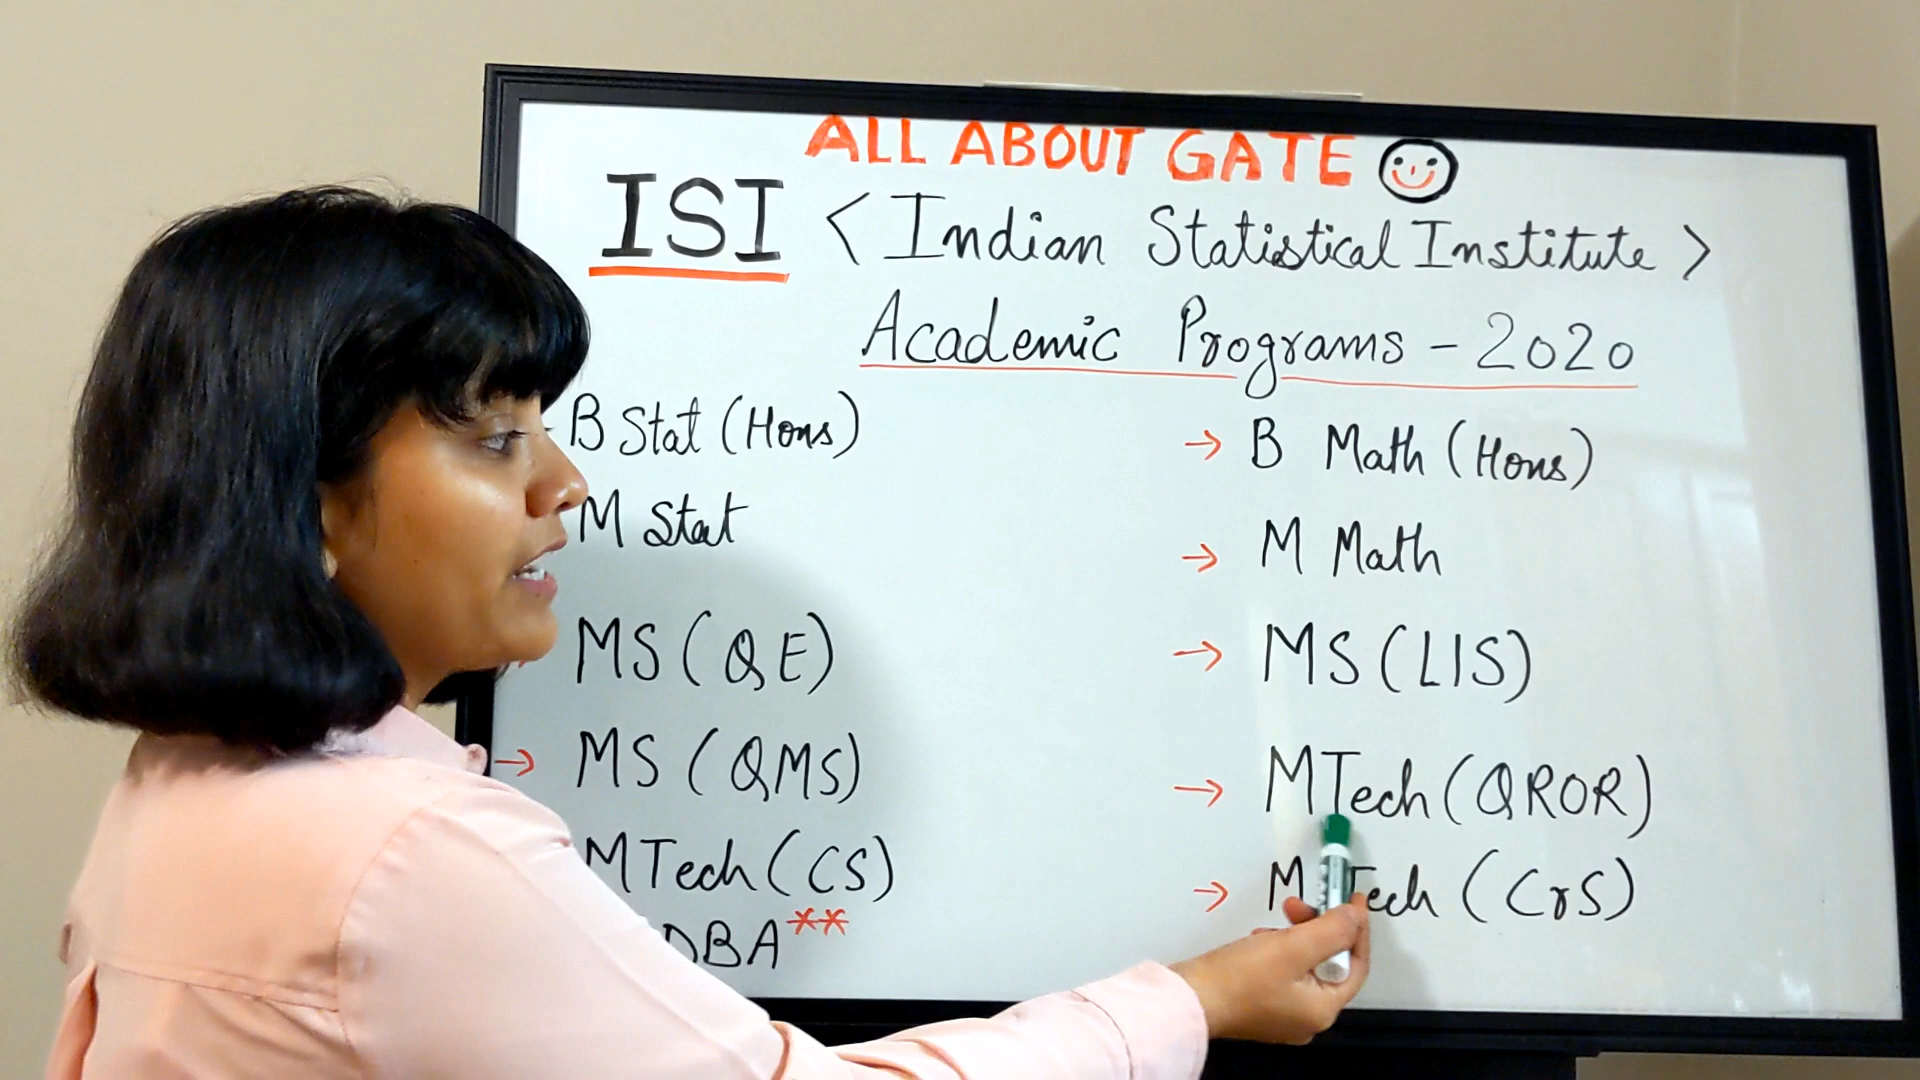 ALL ABOUT GATE
ISI < Indian Statistical Institute >
Academic Programs - 2020
B Stat (Hons)
→ B Math (Hons)
M Stat
→ M Math
MS (QE)
→ MS (LIS)
→ MS (QMS)
→ MTech (QROR)
MTech (CS)
→ M Tech (CrS)
DBA**